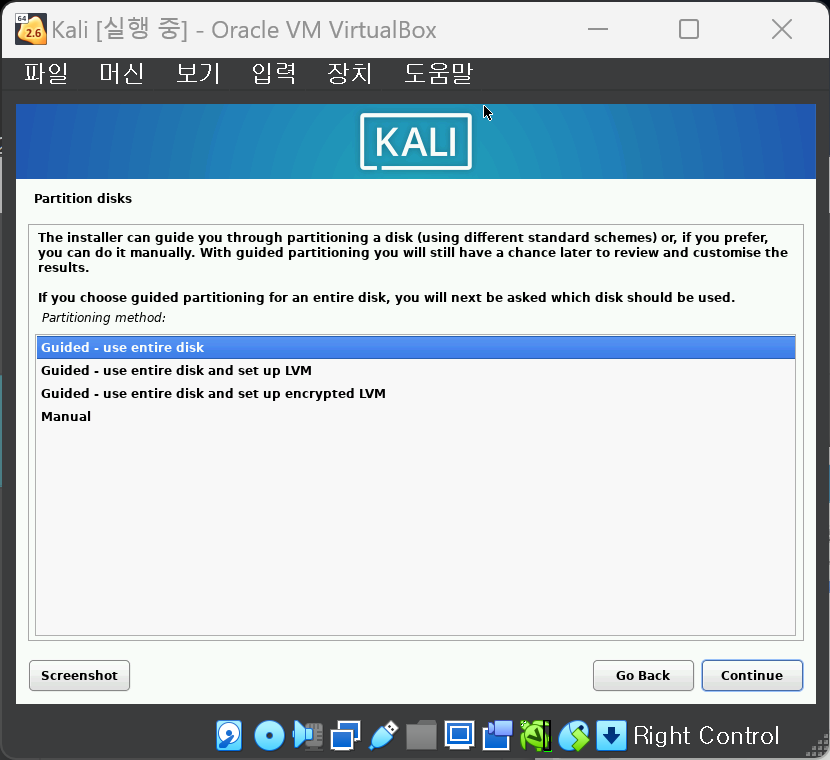 64
2.6
Kali [실행 중] - Oracle VM VirtualBox
파일 머신 보기 입력 장치 도움말
KALI
Partition disks
The installer can guide you through partitioning a disk (using different standard schemes) or, if you prefer,
you can do it manually. With guided partitioning you will still have a chance later to review and customise the
results.
If you choose guided partitioning for an entire disk, you will next be asked which disk should be used.
Partitioning method:
Guided - use entire disk
Guided - use entire disk and set up LVM
Guided - use entire disk and set up encrypted LVM
Manual
Screenshot Go Back Continue
Right Control